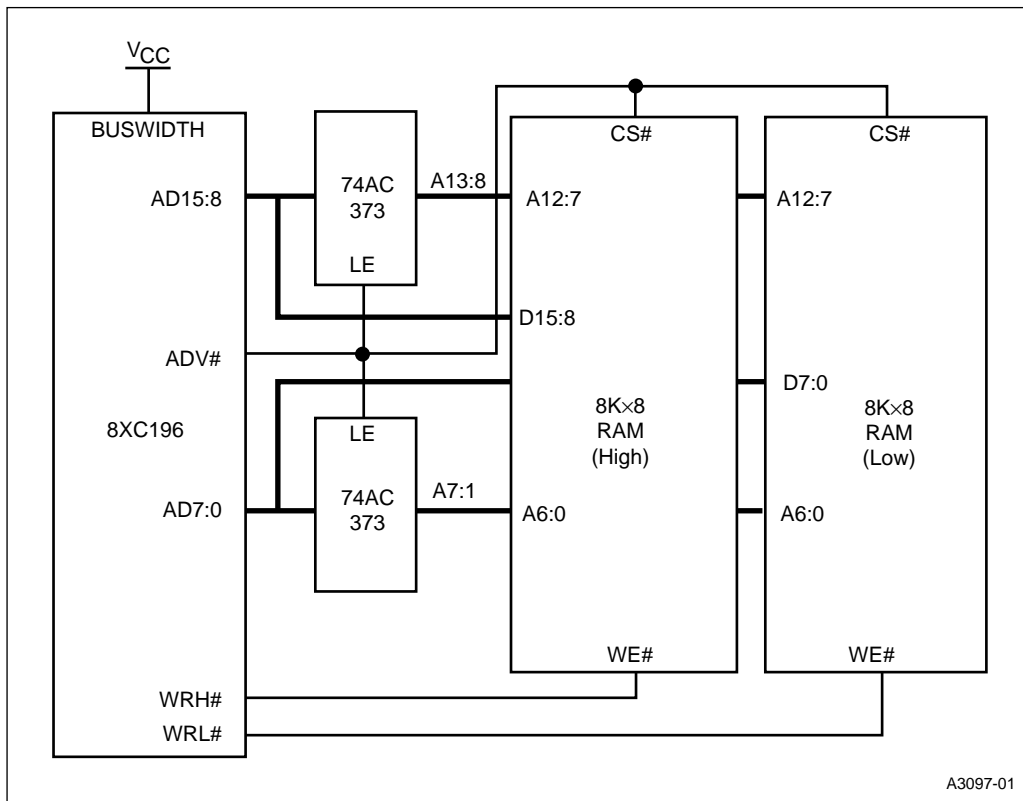 VCC
BUSWIDTH
AD15:8
ADV#
8XC196
AD7:0
WRH#
WRL#
74AC
373
LE
A13:8
LE
74AC
373
A7:1
CS#
A12:7
D15:8
8K×8
RAM
(High)
A6:0
WE#
CS#
A12:7
D7:0
8K×8
RAM
(Low)
A6:0
WE#
A3097-01